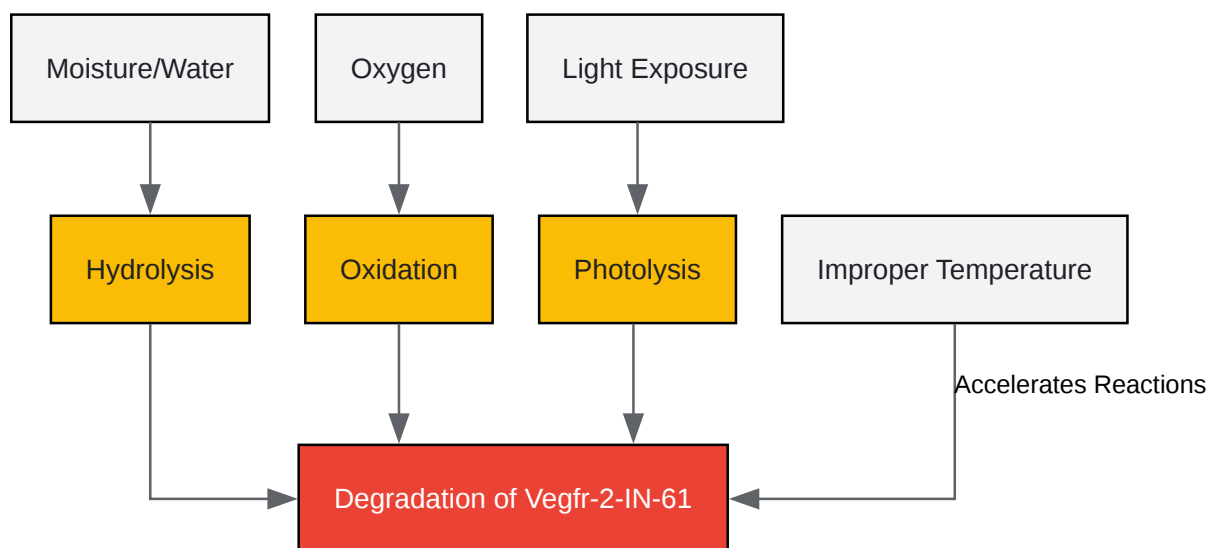 Moisture/Water
Oxygen
Light Exposure
Hydrolysis
Oxidation
Photolysis
Improper Temperature
Accelerates Reactions
Degradation of Vegfr-2-IN-61